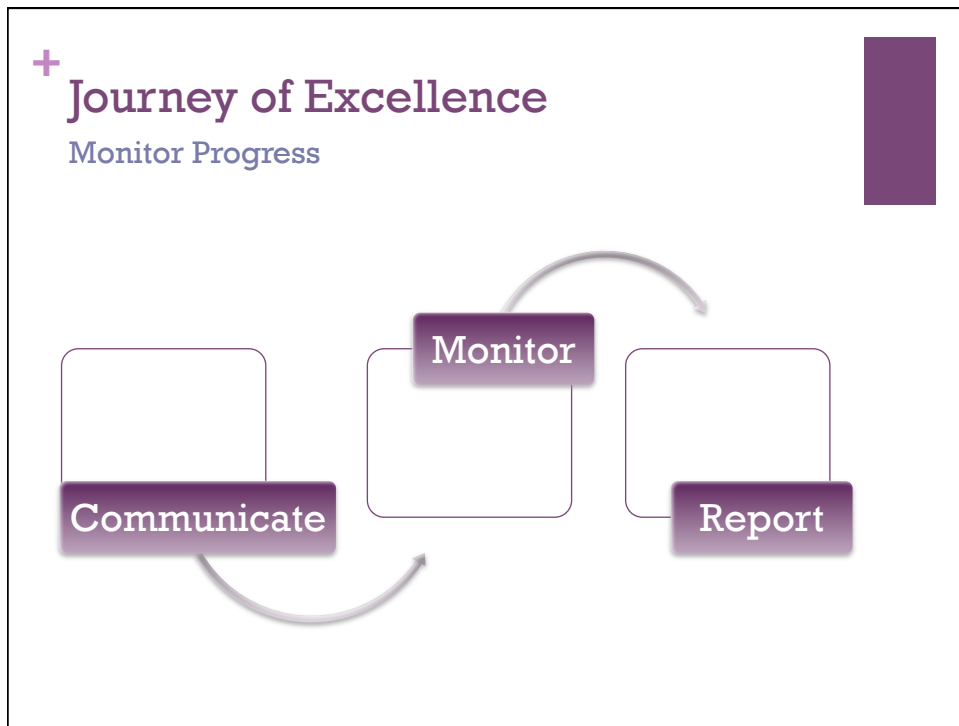 +
Journey of Excellence
Monitor Progress
Communicate
Monitor
Report